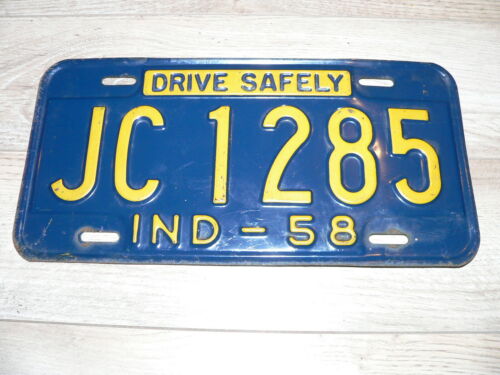 DRIVE SAFELY
JC 1285
IND - 58